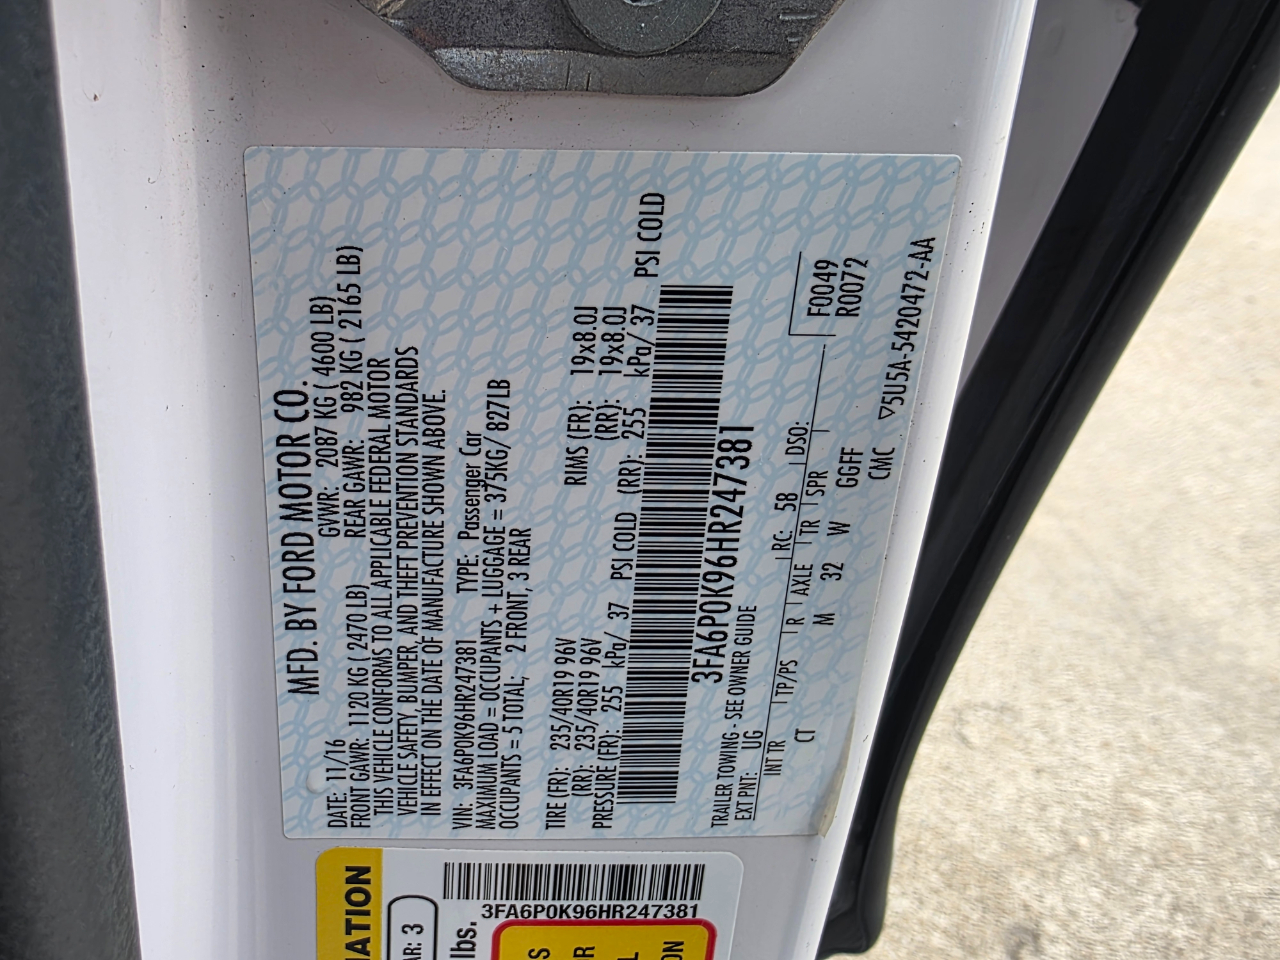 MFD. BY FORD MOTOR CO.
DATE: 11/16 GVWR: 2087 KG ( 4600 LB)
FRONT GAWR: 1120 KG ( 2470 LB) REAR GAWR: 982 KG ( 2165 LB)
THIS VEHICLE CONFORMS TO ALL APPLICABLE FEDERAL MOTOR
VEHICLE SAFETY, BUMPER, AND THEFT PREVENTION STANDARDS
IN EFFECT ON THE DATE OF MANUFACTURE SHOWN ABOVE.
VIN: 3FA6P0K96HR247381 TYPE: Passenger Car
MAXIMUM LOAD = OCCUPANTS + LUGGAGE = 375KG/ 827LB
OCCUPANTS = 5 TOTAL; 2 FRONT, 3 REAR
TIRE (FR): 235/40R19 96V RIMS (FR): 19x8.0J
(RR): 235/40R19 96V (RR): 19x8.0J
PRESSURE (FR): 255 kPa/ 37 PSI COLD (RR): 255 kPa/ 37 PSI COLD
3FA6P0K96HR247381
TRAILER TOWING - SEE OWNER GUIDE
EXT PNT: UG RC: 5B DSO: F0049
R0072
INT TR TP/PS R AXLE TR SPR
CT M 32 W GGFF
CMC ▽5U5A-5420472-AA
3FA6P0K96HR247381
AR: 3
lbs.